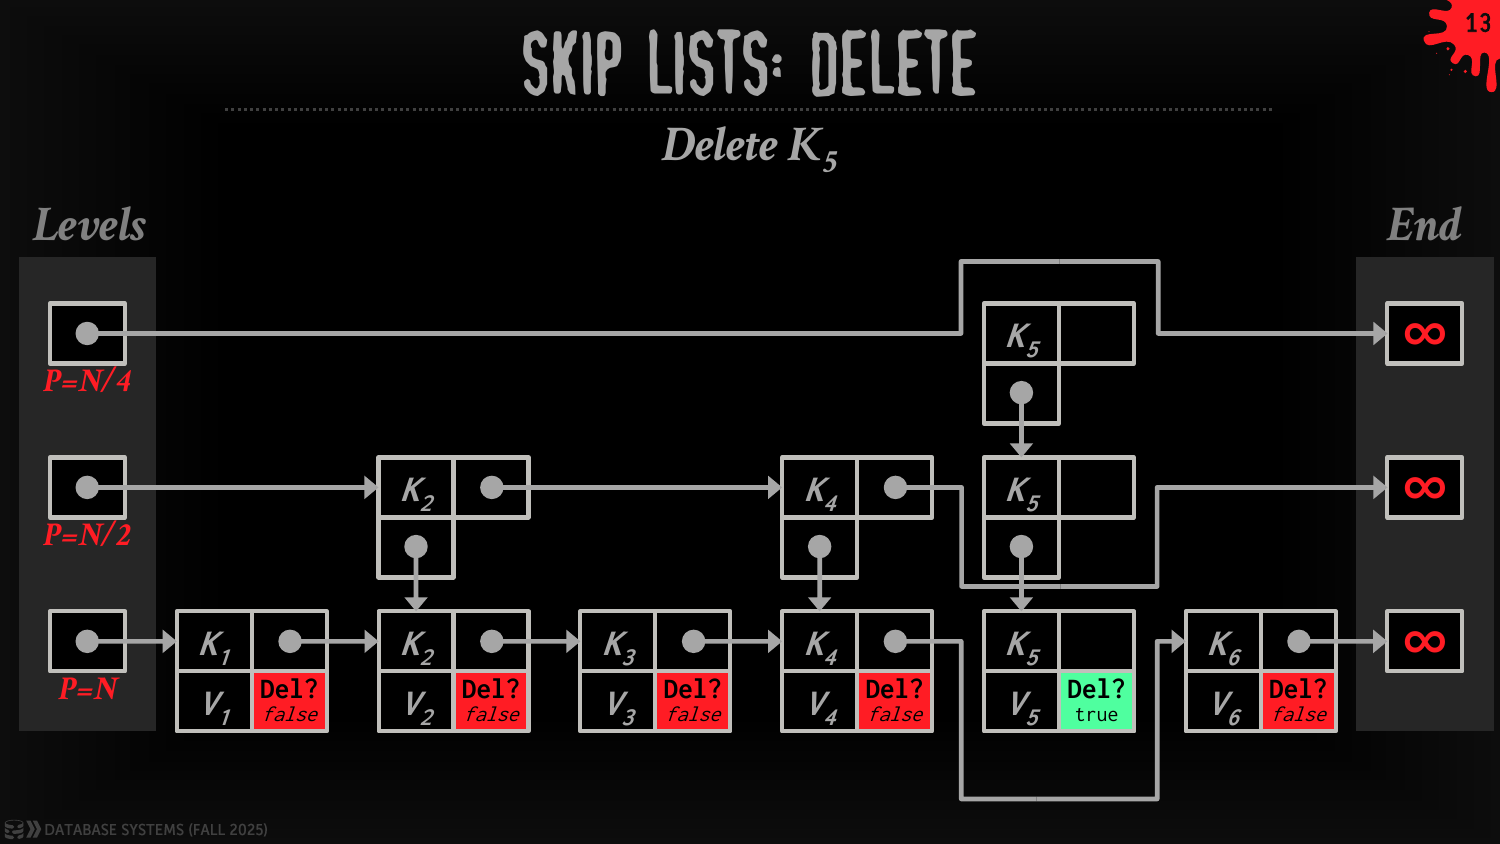 13
SKIP LISTS: DELETE
Delete K5
Levels
End
K5
∞
P=N/4
K2
K4
K5
∞
P=N/2
K1
K2
K3
K4
K5
K6
∞
P=N
V1 Del? false
V2 Del? false
V3 Del? false
V4 Del? false
V5 Del? true
V6 Del? false
DATABASE SYSTEMS (FALL 2025)